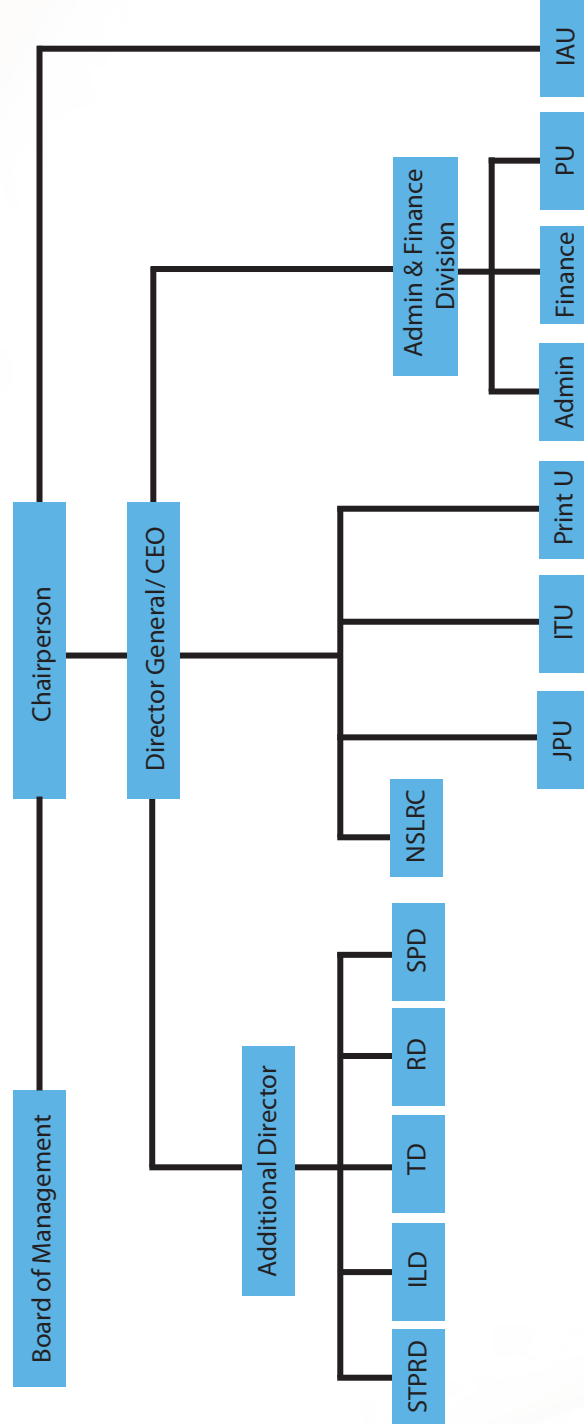 Board of Management
Chairperson
Director General/ CEO
Additional Director
Admin & Finance
Division
STPRD
ILD
TD
RD
SPD
NSLRC
JPU
ITU
Print U
Admin
Finance
PU
IAU